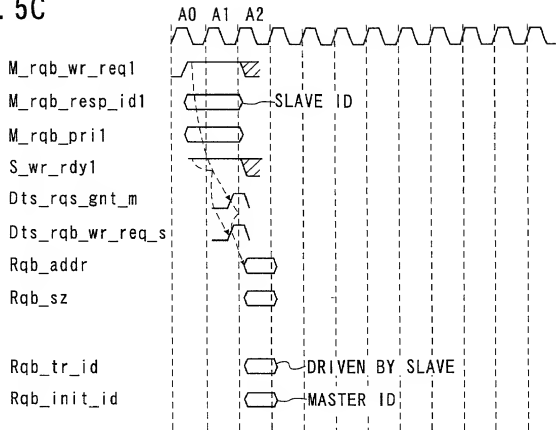 . 5C
A0 A1 A2
M_rqb_wr_req1
M_rqb_resp_id1 SLAVE ID
M_rqb_pri1
S_wr_rdy1
Dts_rqs_gnt_m
Dts_rqb_wr_req_s
Rqb_addr
Rqb_sz
Rqb_tr_id DRIVEN BY SLAVE
Rqb_init_id MASTER ID